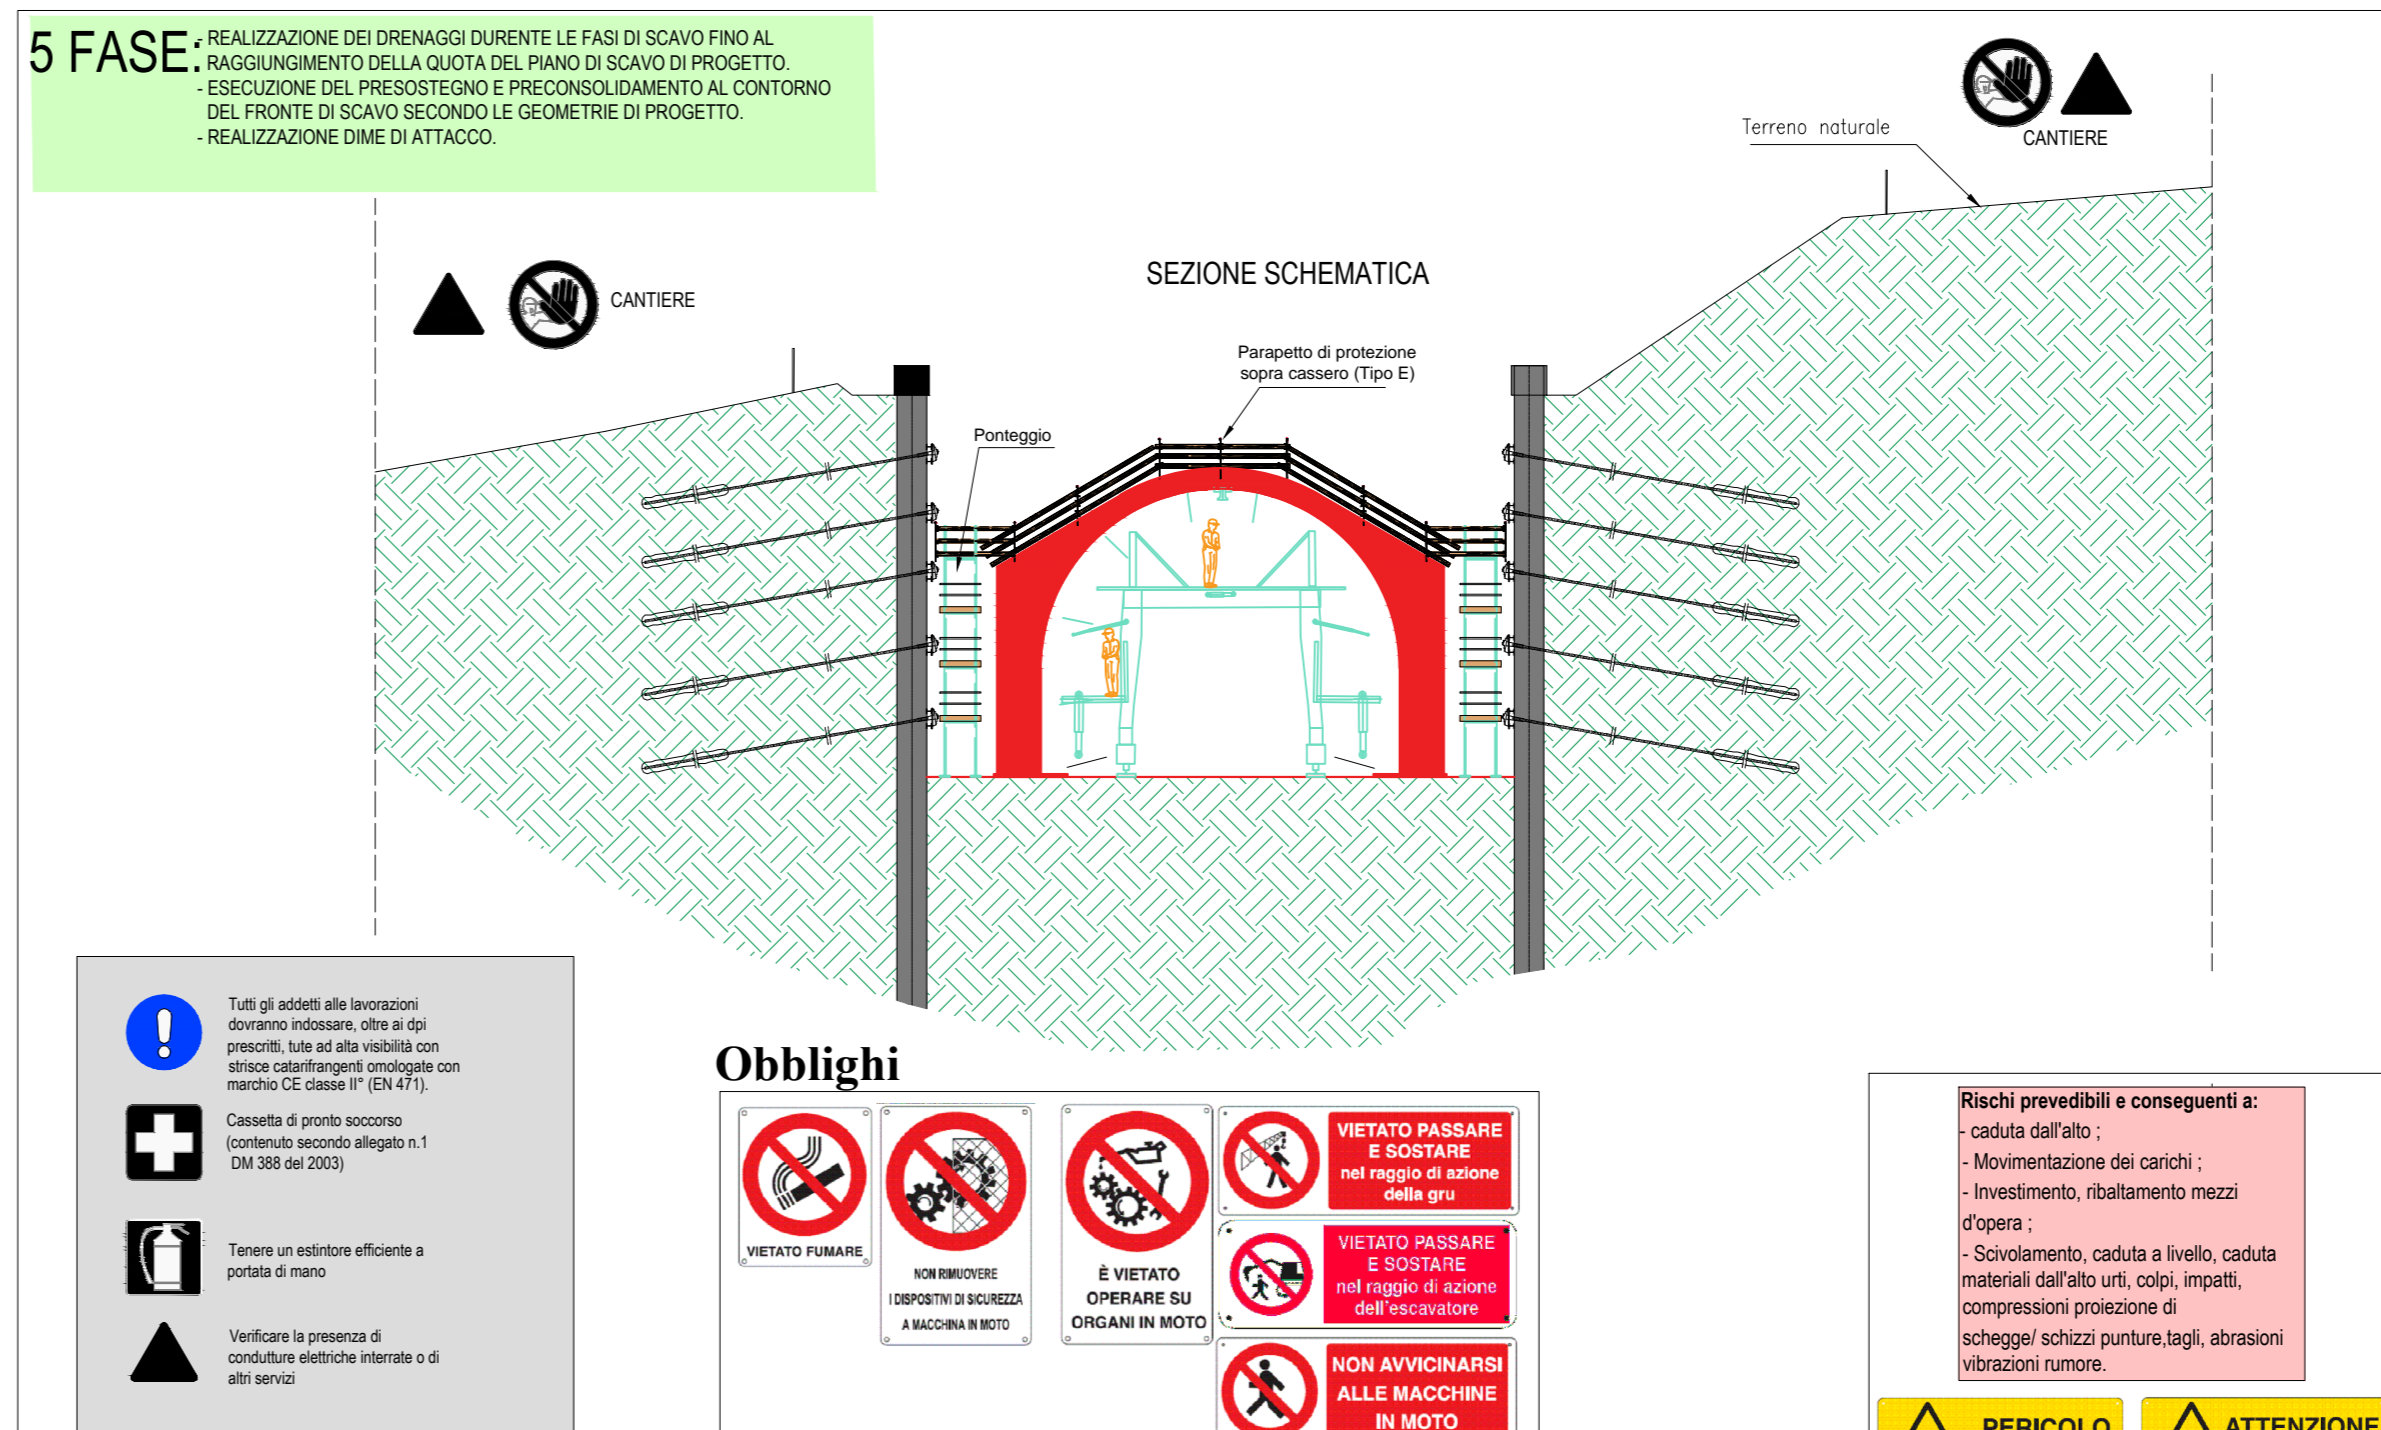 5 FASE:
- REALIZZAZIONE DEI DRENAGGI DURENTE LE FASI DI SCAVO FINO AL
RAGGIUNGIMENTO DELLA QUOTA DEL PIANO DI SCAVO DI PROGETTO.
- ESECUZIONE DEL PRESOSTEGNO E PRECONSOLIDAMENTO AL CONTORNO
DEL FRONTE DI SCAVO SECONDO LE GEOMETRIE DI PROGETTO.
- REALIZZAZIONE DIME DI ATTACCO.
CANTIERE
Terreno naturale
CANTIERE
SEZIONE SCHEMATICA
Parapetto di protezione
sopra cassero (Tipo E)
Ponteggio
Tutti gli addetti alle lavorazioni
dovranno indossare, oltre ai dpi
prescritti, tute ad alta visibilità con
strisce catarifrangenti omologate con
marchio CE classe II° (EN 471).
Cassetta di pronto soccorso
(contenuto secondo allegato n.1
DM 388 del 2003)
Tenere un estintore efficiente a
portata di mano
Verificare la presenza di
condutture elettriche interrate o di
altri servizi
Obblighi
VIETATO FUMARE
NON RIMUOVERE
I DISPOSITIVI DI SICUREZZA
A MACCHINA IN MOTO
È VIETATO
OPERARE SU
ORGANI IN MOTO
VIETATO PASSARE
E SOSTARE
nel raggio di azione
della gru
VIETATO PASSARE
E SOSTARE
nel raggio di azione
dell'escavatore
NON AVVICINARSI
ALLE MACCHINE
IN MOTO
Rischi prevedibili e conseguenti a:
- caduta dall'alto ;
- Movimentazione dei carichi ;
- Investimento, ribaltamento mezzi
d'opera ;
- Scivolamento, caduta a livello, caduta
materiali dall'alto urti, colpi, impatti,
compressioni proiezione di
schegge/ schizzi punture,tagli, abrasioni
vibrazioni rumore.
PERICOLO
ATTENZIONE